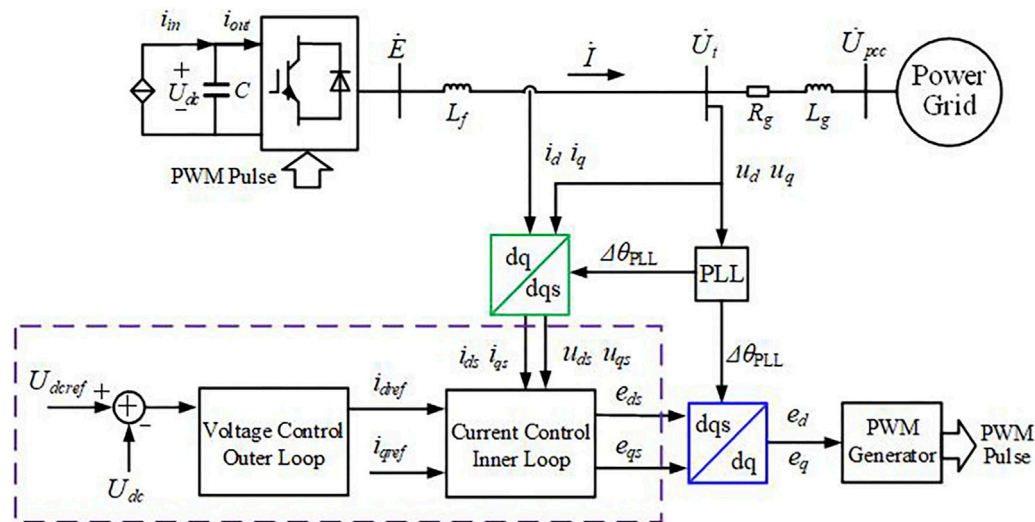 i_in i_out
+
U_dc
-
C
PWM Pulse
Ė
L_f
İ
U̇_t
R_g L_g
U̇_pcc
Power
Grid
i_d i_q
u_d u_q
dq
dqs
Δθ_PLL
PLL
i_ds i_qs
u_ds u_qs
Δθ_PLL
U_dcref
+
+
-
U_dc
Voltage Control
Outer Loop
i_dref
i_qref
Current Control
Inner Loop
e_ds
e_qs
dqs
dq
e_d
e_q
PWM
Generator
PWM
Pulse